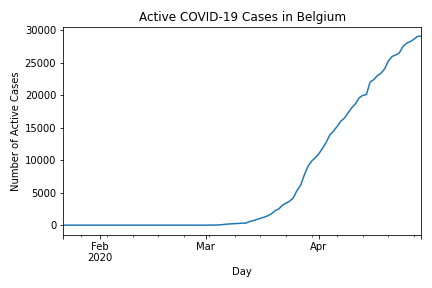 Active COVID-19 Cases in Belgium
30000
25000
20000
15000
10000
5000
0
Number of Active Cases
Feb
2020
Mar
Apr
Day